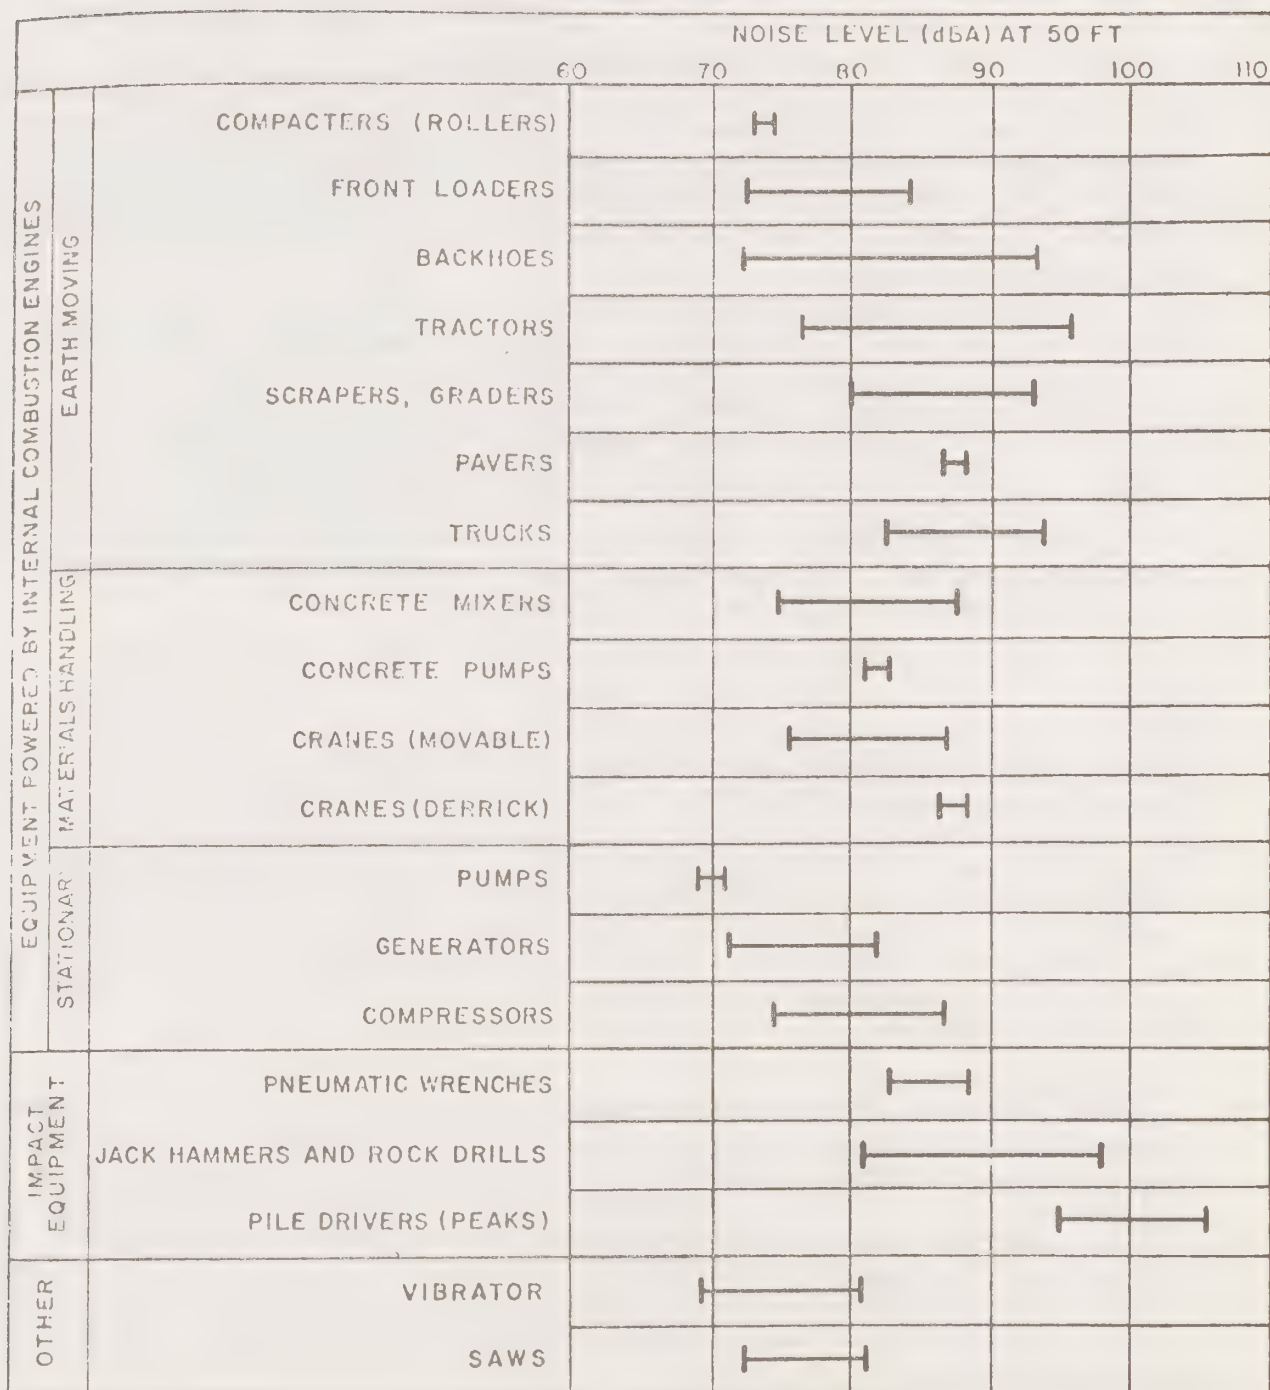 NOISE LEVEL (dBA) AT 50 FT
60 70 80 90 100 110
EQUIPMENT POWERED BY INTERNAL COMBUSTION ENGINES
EARTH MOVING
COMPACTERS (ROLLERS)
FRONT LOADERS
BACKHOES
TRACTORS
SCRAPERS, GRADERS
PAVERS
TRUCKS
MATERIALS HANDLING
CONCRETE MIXERS
CONCRETE PUMPS
CRANES (MOVABLE)
CRANES (DERRICK)
STATIONAR
PUMPS
GENERATORS
COMPRESSORS
IMPACT
EQUIPMENT
PNEUMATIC WRENCHES
JACK HAMMERS AND ROCK DRILLS
PILE DRIVERS (PEAKS)
OTHER
VIBRATOR
SAWS